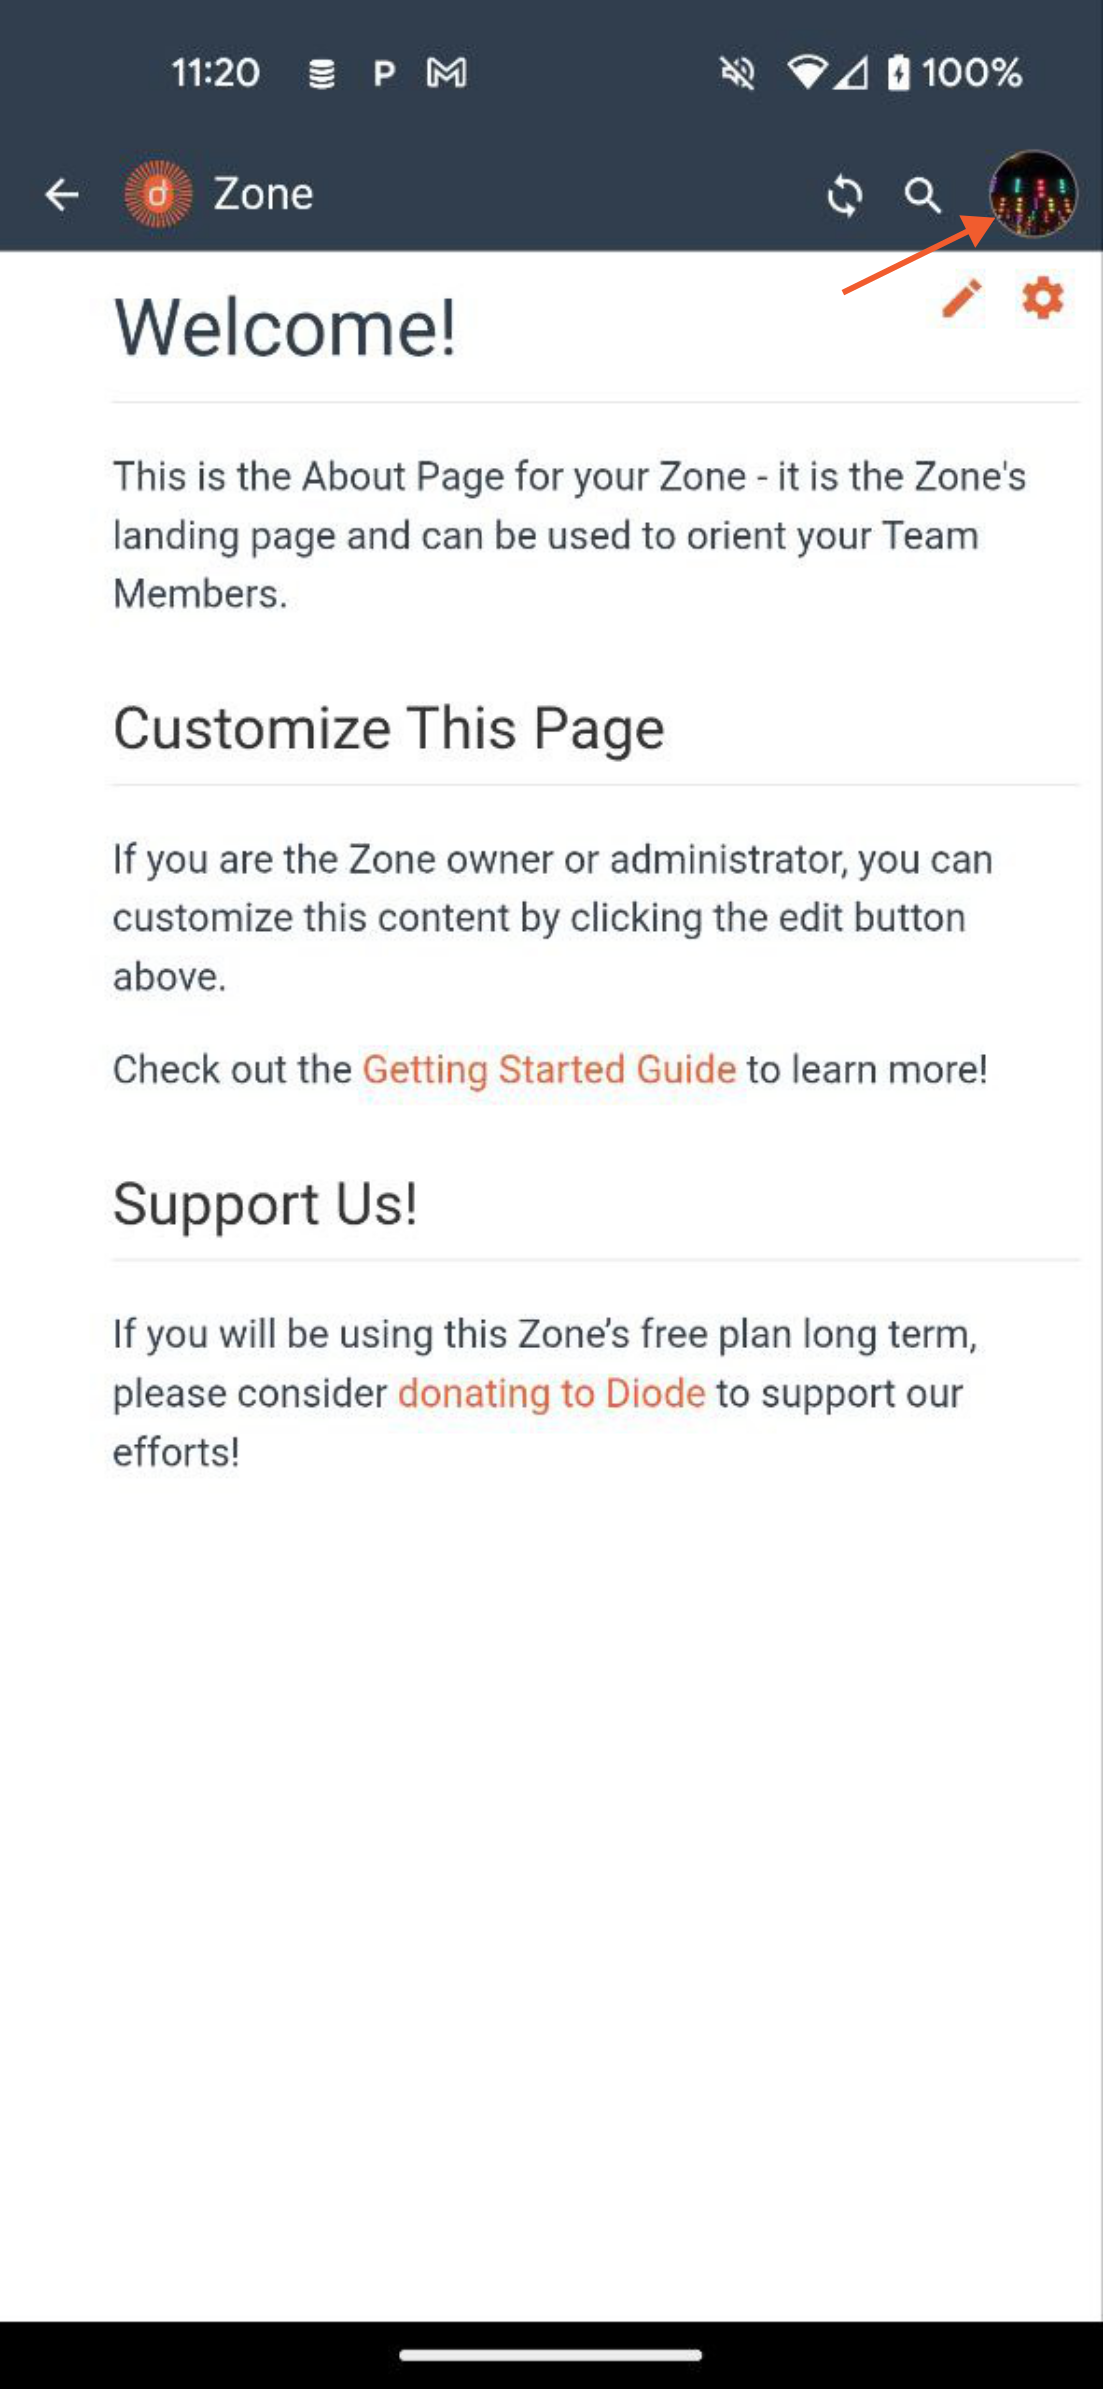 11:20 P 100%
d Zone
Welcome!
This is the About Page for your Zone - it is the Zone's
landing page and can be used to orient your Team
Members.
Customize This Page
If you are the Zone owner or administrator, you can
customize this content by clicking the edit button
above.
Check out the Getting Started Guide to learn more!
Support Us!
If you will be using this Zone’s free plan long term,
please consider donating to Diode to support our
efforts!